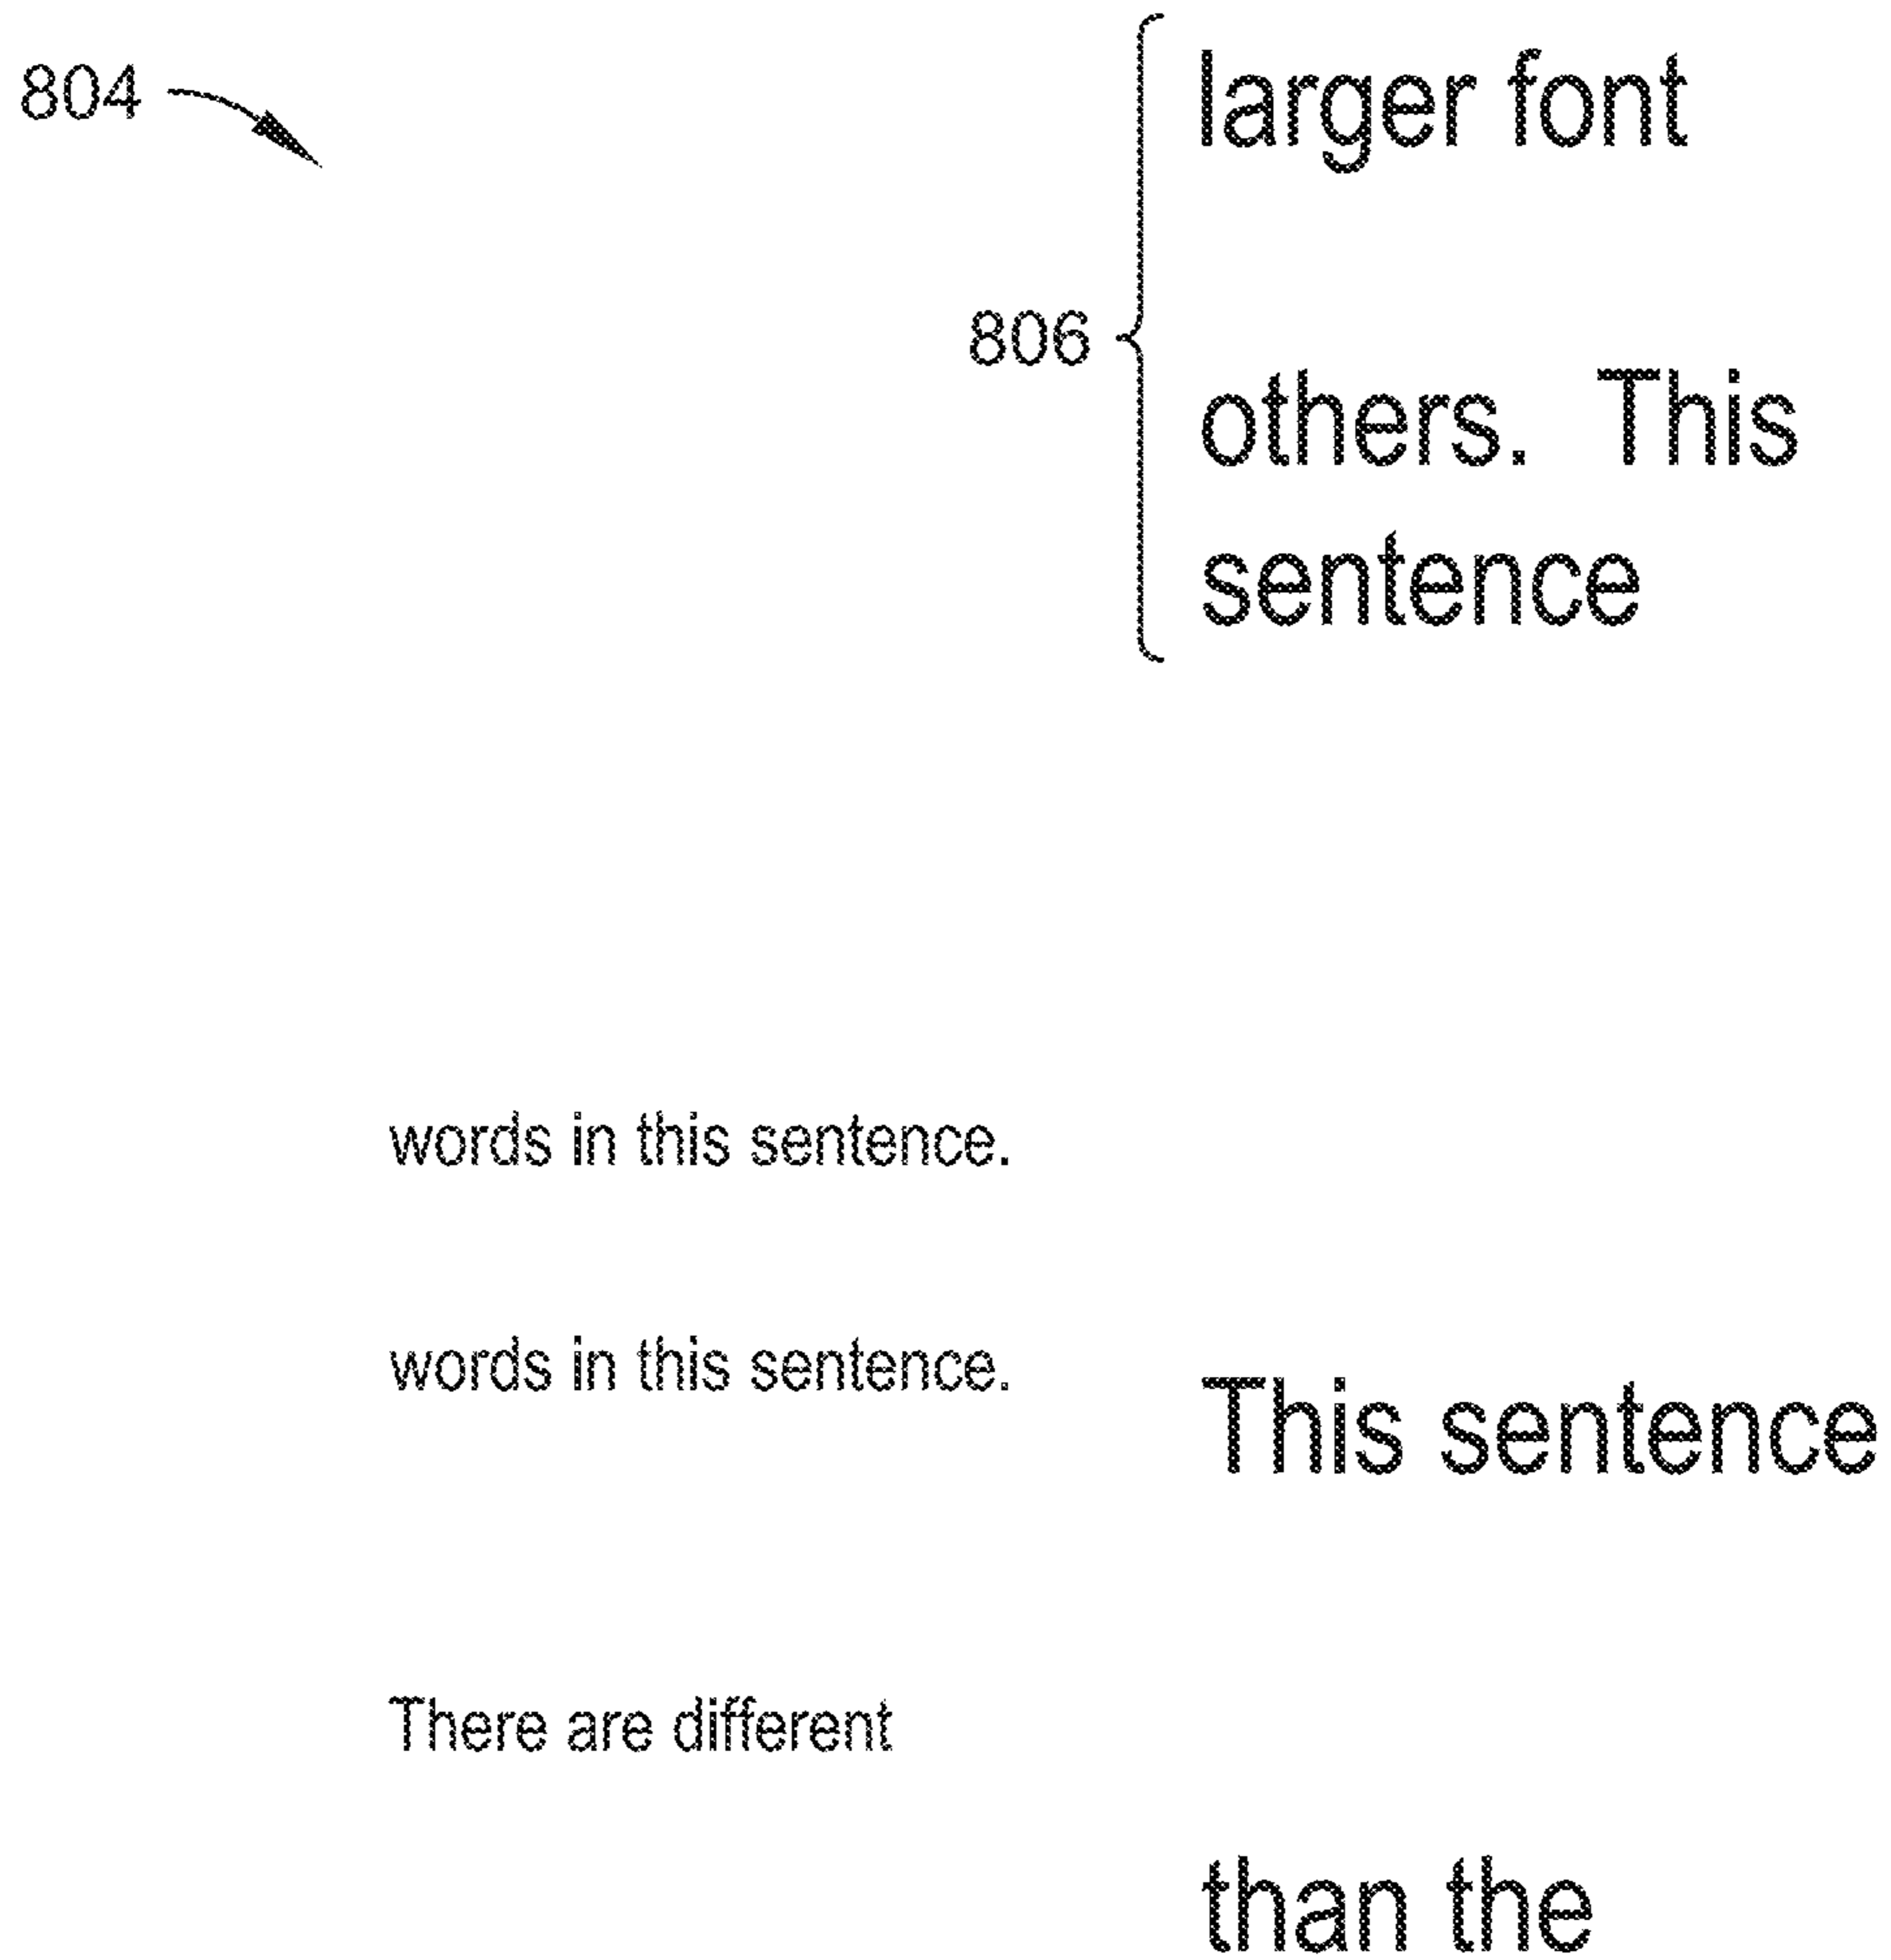 804
larger font
806
others. This
sentence
words in this sentence.
words in this sentence.
This sentence
There are different
than the